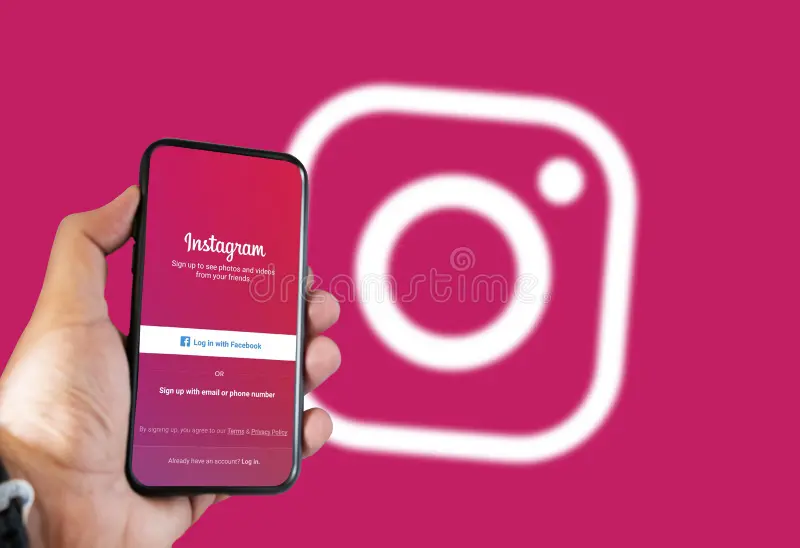 Instagram
Sign up to see photos and videos
from your friends.
Log in with Facebook
OR
Sign up with email or phone number
By signing up, you agree to our Terms & Privacy Policy
Already have an account? Log in.
dreamstime.com